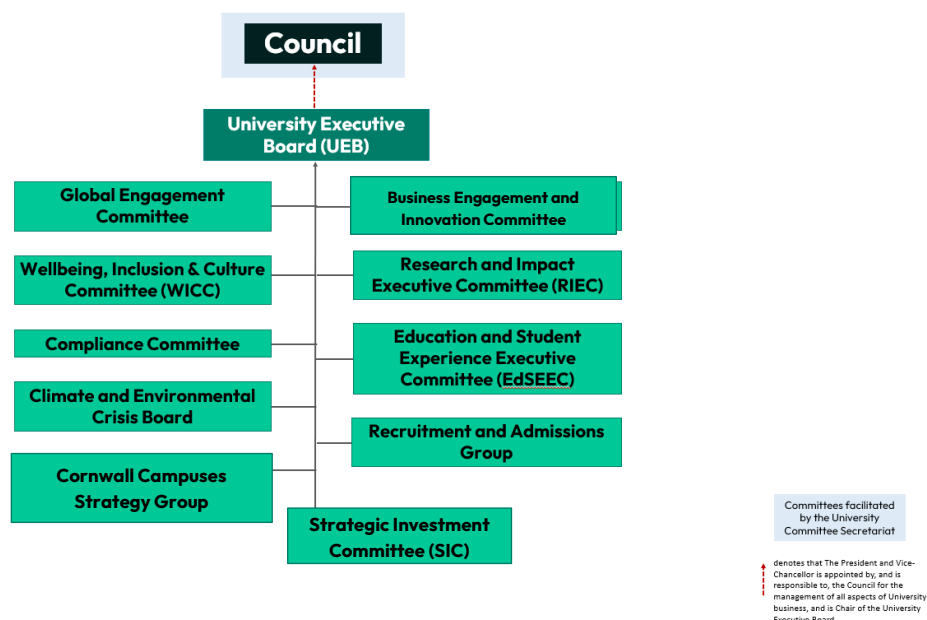 Council
University Executive
Board (UEB)
Global Engagement
Committee
Business Engagement and
Innovation Committee
Wellbeing, Inclusion & Culture
Committee (WICC)
Research and Impact
Executive Committee (RIEC)
Compliance Committee
Education and Student
Experience Executive
Committee (EdSEEC)
Climate and Environmental
Crisis Board
Recruitment and Admissions
Group
Cornwall Campuses
Strategy Group
Strategic Investment
Committee (SIC)
Committees facilitated
by the University
Committee Secretariat
denotes that The President and Vice-
Chancellor is appointed by, and is
responsible to, the Council for the
management of all aspects of University
business, and is Chair of the University
Executive Board